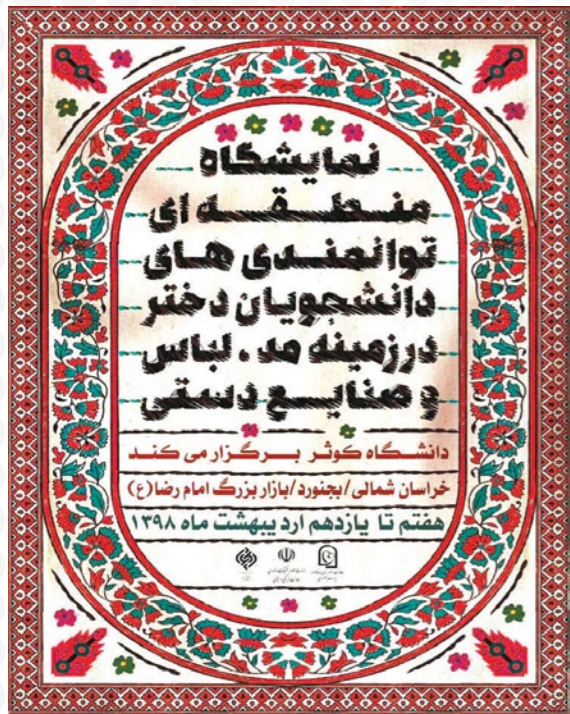 نمایشگاه
منطقه ای
توانمندی های
دانشجویان دختر
درزمینه مد، لباس
و صنایع دستی
دانشگاه کوثر برگزار می کند
خراسان شمالی/بجنورد/بازار بزرگ امام رضا(ع)
هفتم تا یازدهم اردیبهشت ماه ۱۳۹۸